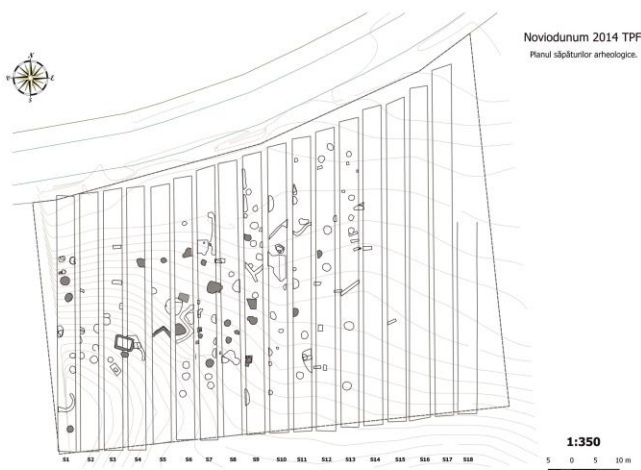 Noviodunum 2014 TPF
Planul săpăturilor arheologice.
N
V E
S
S1 S2 S3 S4 S5 S6 S7 S8 S9 S10 S11 S12 S13 S14 S15 S16 S17 S18
1:350
5 0 5 10 m